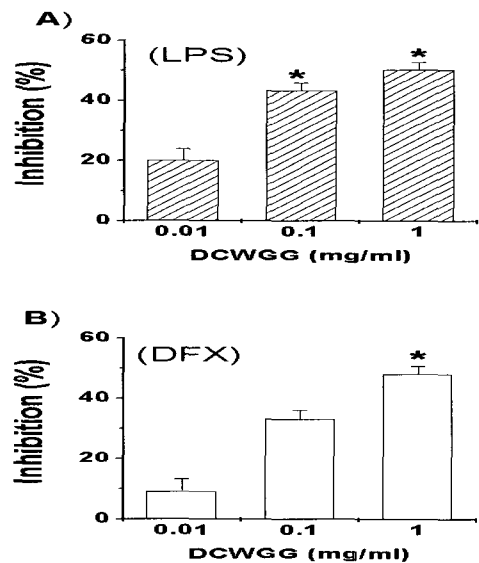 A)
60
(LPS)
*
*
40
20
0
Inhibition (%)
0.01 0.1 1
DCWGG (mg/ml)
B)
60
(DFX)
*
40
20
0
Inhibition (%)
0.01 0.1 1
DCWGG (mg/ml)